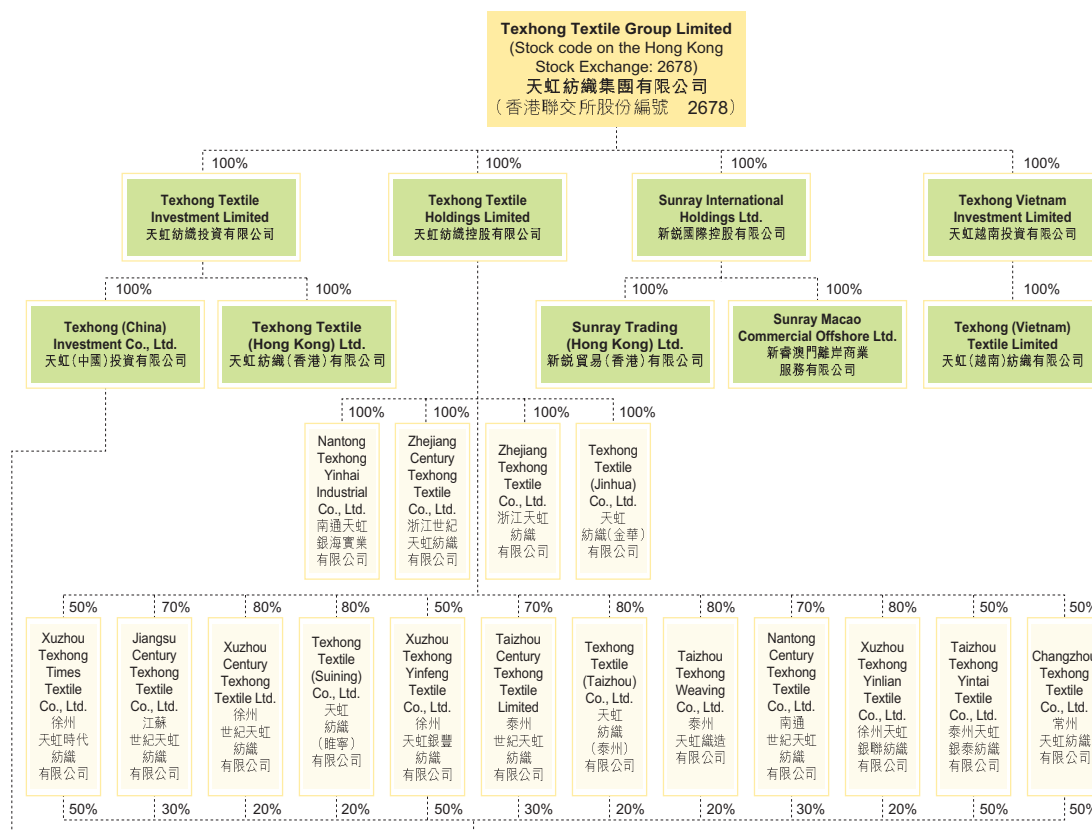 Texhong Textile Group Limited
(Stock code on the Hong Kong
Stock Exchange: 2678)
天虹紡織集團有限公司
(香港聯交所股份編號 2678)
100%
100%
100%
100%
Texhong Textile
Investment Limited
天虹紡織投資有限公司
Texhong Textile
Holdings Limited
天虹紡織控股有限公司
Sunray International
Holdings Ltd.
新鋭國際控股有限公司
Texhong Vietnam
Investment Limited
天虹越南投資有限公司
100%
100%
100%
100%
100%
Texhong (China)
Investment Co., Ltd.
天虹(中國)投資有限公司
Texhong Textile
(Hong Kong) Ltd.
天虹紡織(香港)有限公司
Sunray Trading
(Hong Kong) Ltd.
新鋭貿易(香港)有限公司
Sunray Macao
Commercial Offshore Ltd.
新睿澳門離岸商業
服務有限公司
Texhong (Vietnam)
Textile Limited
天虹(越南)紡織有限公司
100%
100%
100%
100%
Nantong
Texhong
Yinhai
Industrial
Co., Ltd.
南通天虹
銀海實業
有限公司
Zhejiang
Century
Texhong
Textile
Co., Ltd.
浙江世紀
天虹紡織
有限公司
Zhejiang
Texhong
Textile
Co., Ltd.
浙江天虹
紡織
有限公司
Texhong
Textile
(Jinhua)
Co., Ltd.
天虹
紡織(金華)
有限公司
50%
70%
80%
80%
50%
70%
80%
80%
70%
80%
50%
50%
Xuzhou
Texhong
Times
Textile
Co., Ltd.
徐州
天虹時代
紡織
有限公司
Jiangsu
Century
Texhong
Textile
Co., Ltd.
江蘇
世紀天虹
紡織
有限公司
Xuzhou
Century
Texhong
Textile Ltd.
徐州
世紀天虹
紡織
有限公司
Texhong
Textile
(Suining)
Co., Ltd.
天虹
紡織
(睢寧)
有限公司
Xuzhou
Texhong
Yinfeng
Textile
Co., Ltd.
徐州
天虹銀豐
紡織
有限公司
Taizhou
Century
Texhong
Textile
Limited
泰州
世紀天虹
紡織
有限公司
Texhong
Textile
(Taizhou)
Co., Ltd.
天虹
紡織
(泰州)
有限公司
Taizhou
Texhong
Weaving
Co., Ltd.
泰州
天虹織造
有限公司
Nantong
Century
Texhong
Textile
Co., Ltd.
南通
世紀天虹
紡織
有限公司
Xuzhou
Texhong
Yinlian
Textile
Co., Ltd.
徐州天虹
銀聯紡織
有限公司
Taizhou
Texhong
Yintai
Textile
Co., Ltd.
泰州天虹
銀泰紡織
有限公司
Changzhou
Texhong
Textile
Co., Ltd.
常州
天虹紡織
有限公司
50%
30%
20%
20%
50%
30%
20%
20%
30%
20%
50%
50%